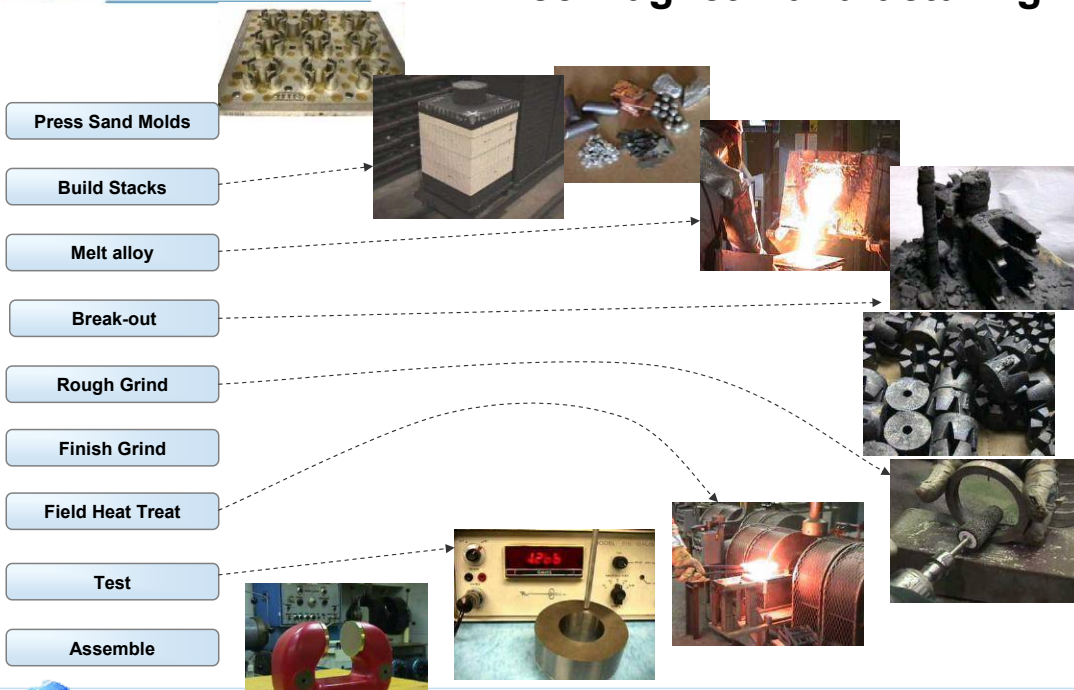 Press Sand Molds
Build Stacks
Melt alloy
Break-out
Rough Grind
Finish Grind
Field Heat Treat
Test
Assemble